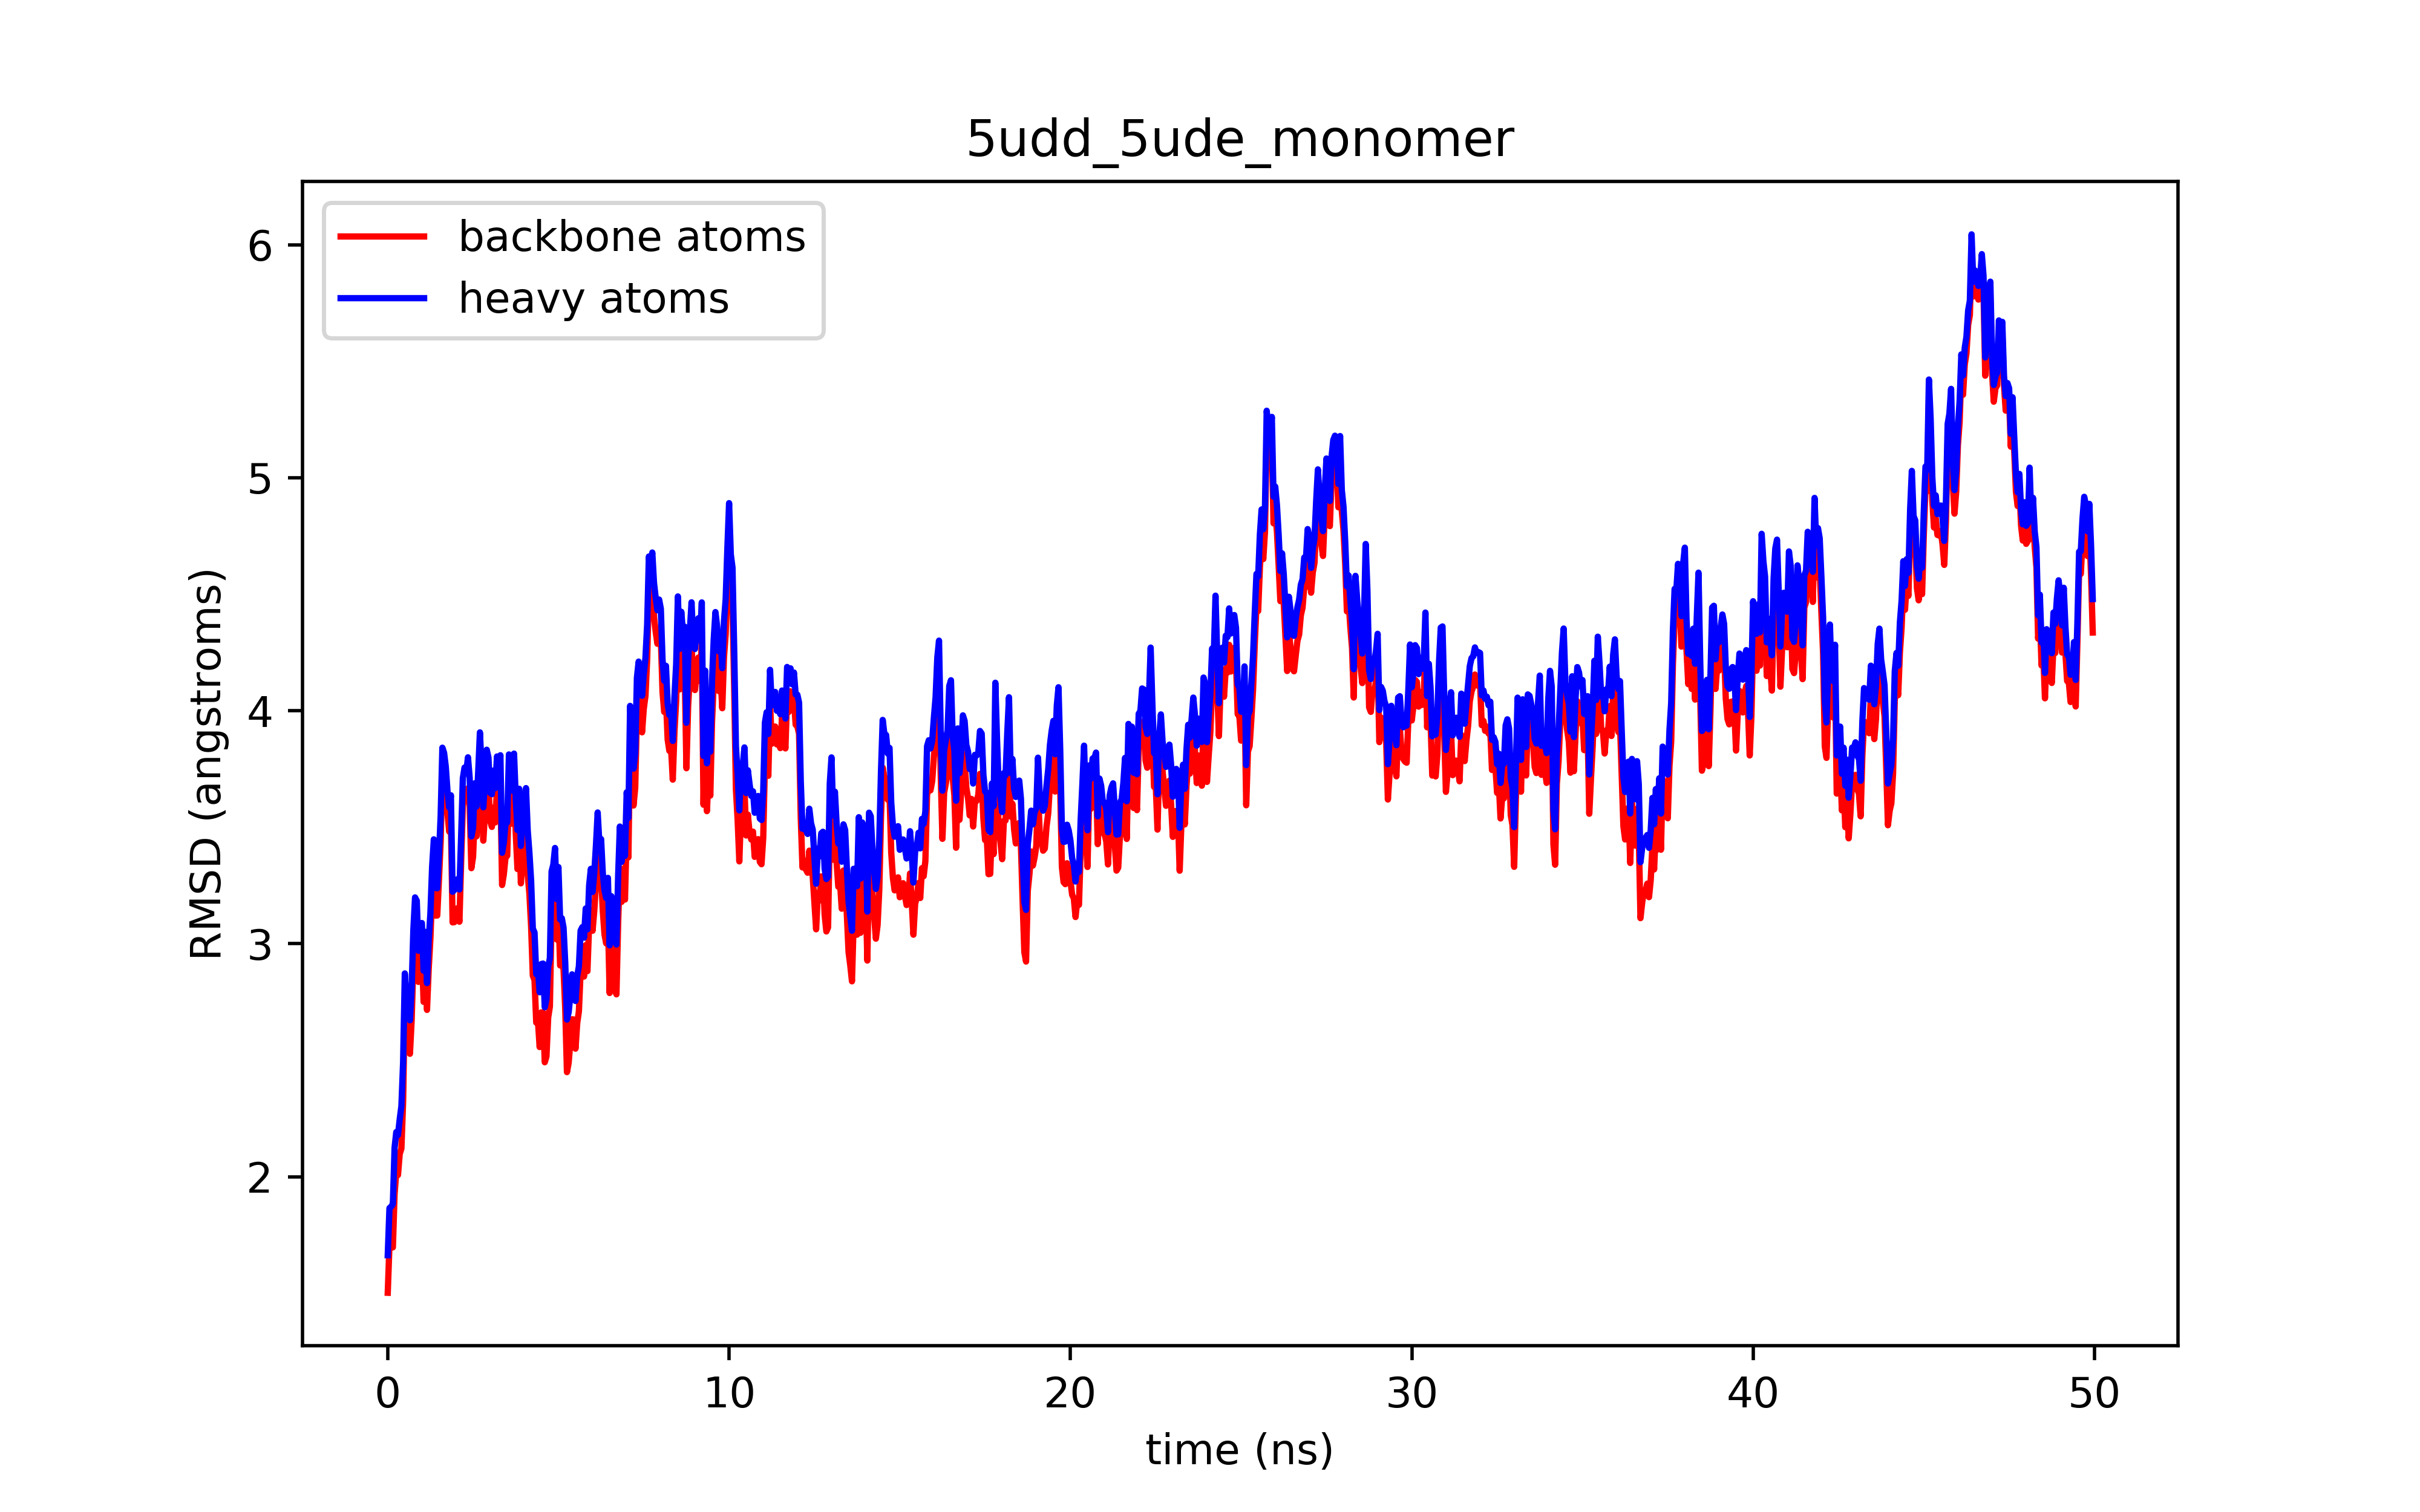 5udd_5ude_monomer
backbone atoms
heavy atoms
RMSD (angstroms)
6
5
4
3
2
0 10 20 30 40 50
time (ns)